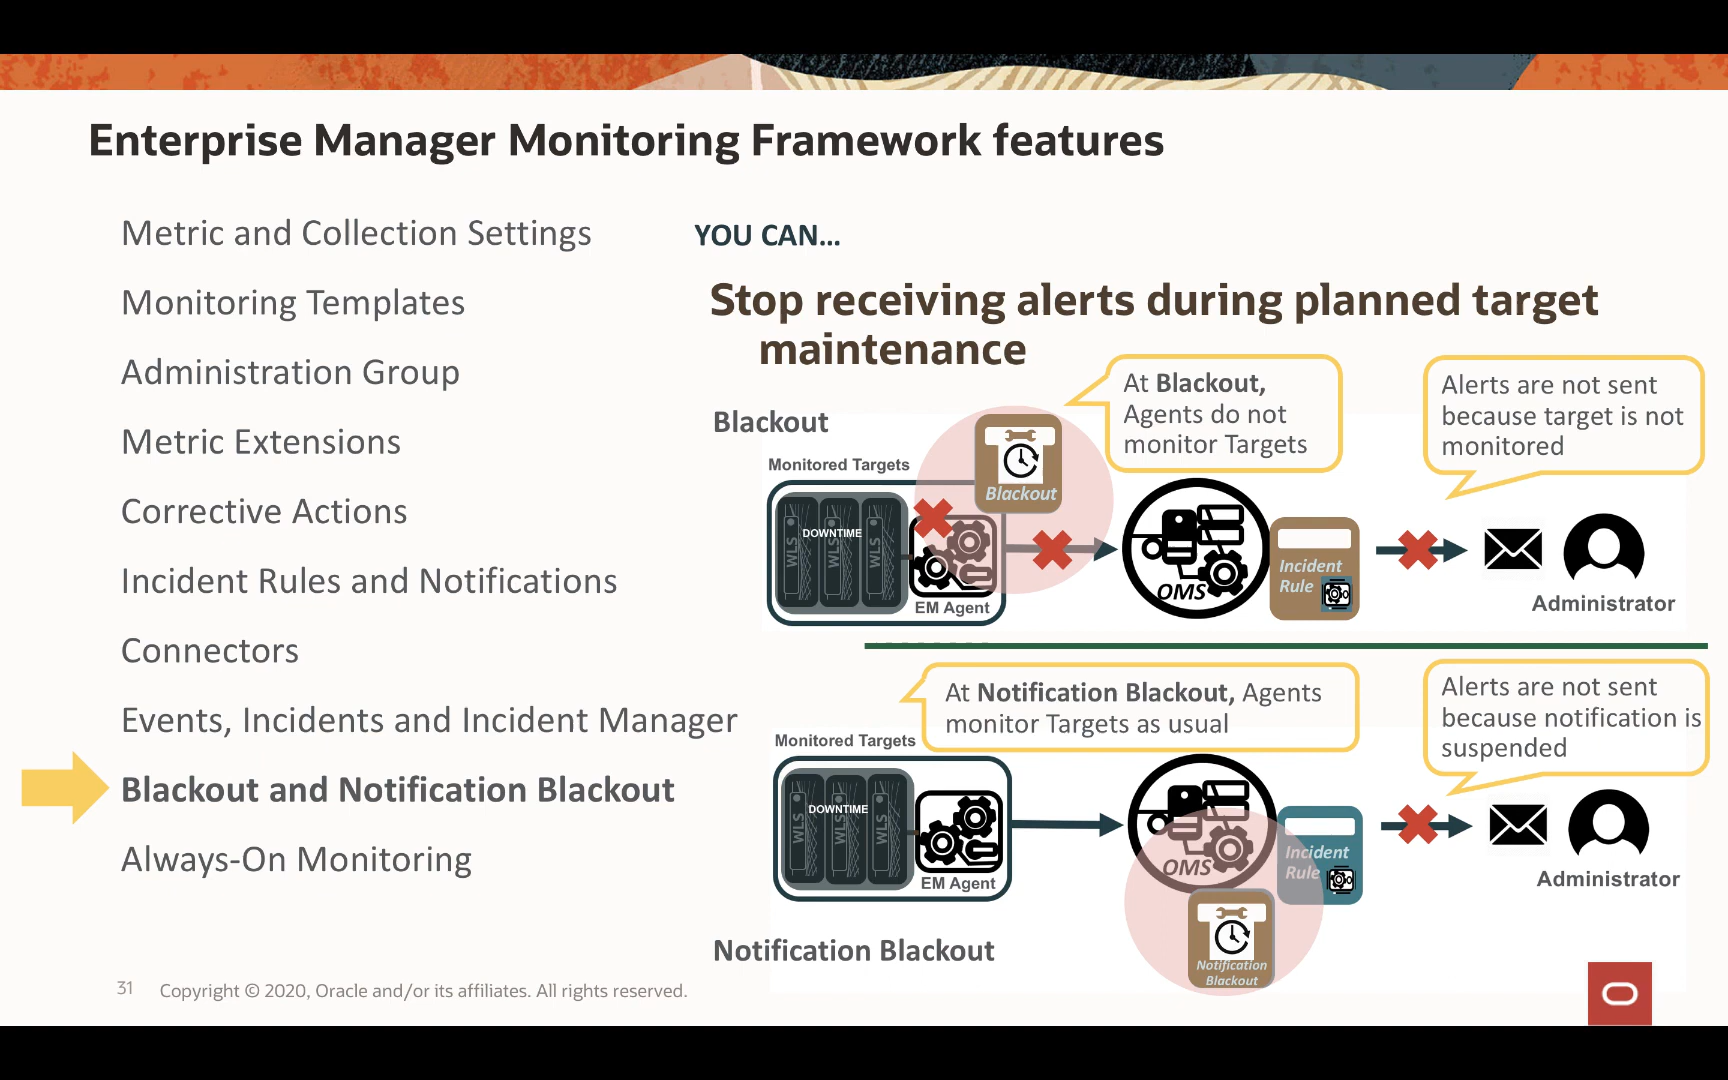 Enterprise Manager Monitoring Framework features
Metric and Collection Settings
Monitoring Templates
Administration Group
Metric Extensions
Corrective Actions
Incident Rules and Notifications
Connectors
Events, Incidents and Incident Manager
Blackout and Notification Blackout
Always-On Monitoring
YOU CAN...
Stop receiving alerts during planned target
maintenance
Blackout
At Blackout,
Agents do not
monitor Targets
Alerts are not sent
because target is not
monitored
Monitored Targets
Blackout
DOWNTIME
WLS
WLS
WLS
EM Agent
OMS
Incident
Rule
Administrator
At Notification Blackout, Agents
monitor Targets as usual
Alerts are not sent
because notification is
suspended
Monitored Targets
DOWNTIME
WLS
WLS
WLS
EM Agent
OMS
Incident
Rule
Administrator
Notification
Blackout
Notification Blackout
31
Copyright © 2020, Oracle and/or its affiliates. All rights reserved.